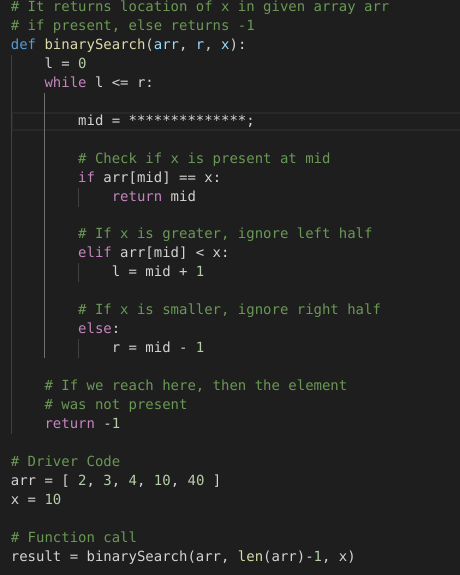 # It returns location of x in given array arr
# if present, else returns -1
def binarySearch(arr, r, x):
    l = 0
    while l <= r:
        mid = **************;
        # Check if x is present at mid
        if arr[mid] == x:
            return mid
        # If x is greater, ignore left half
        elif arr[mid] < x:
            l = mid + 1
        # If x is smaller, ignore right half
        else:
            r = mid - 1
    # If we reach here, then the element
    # was not present
    return -1
# Driver Code
arr = [ 2, 3, 4, 10, 40 ]
x = 10
# Function call
result = binarySearch(arr, len(arr)-1, x)